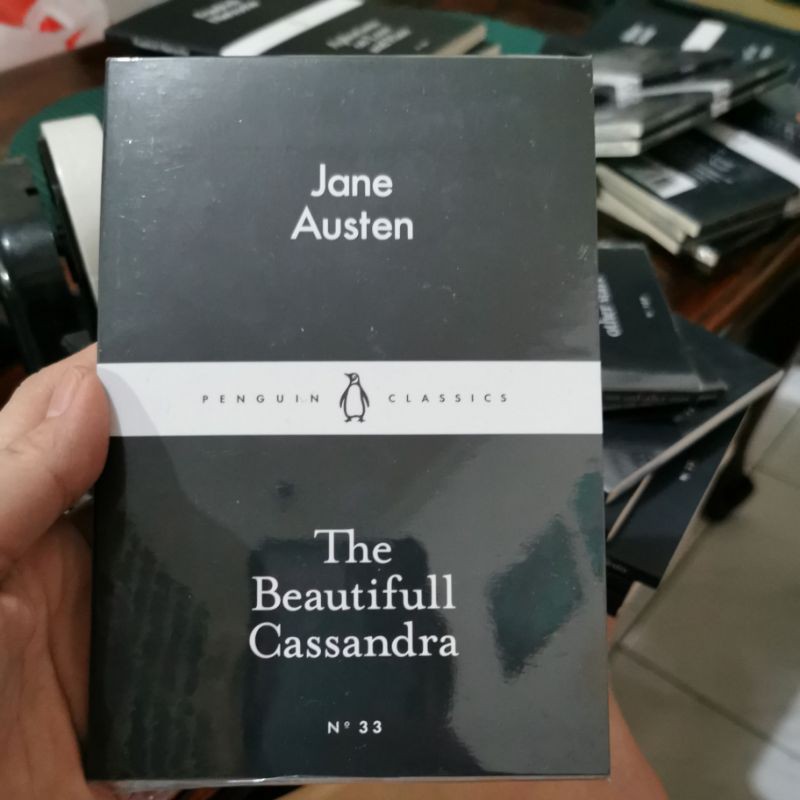 Jane
Austen
PENGUIN CLASSICS
The
Beautifull
Cassandra
Nº 33